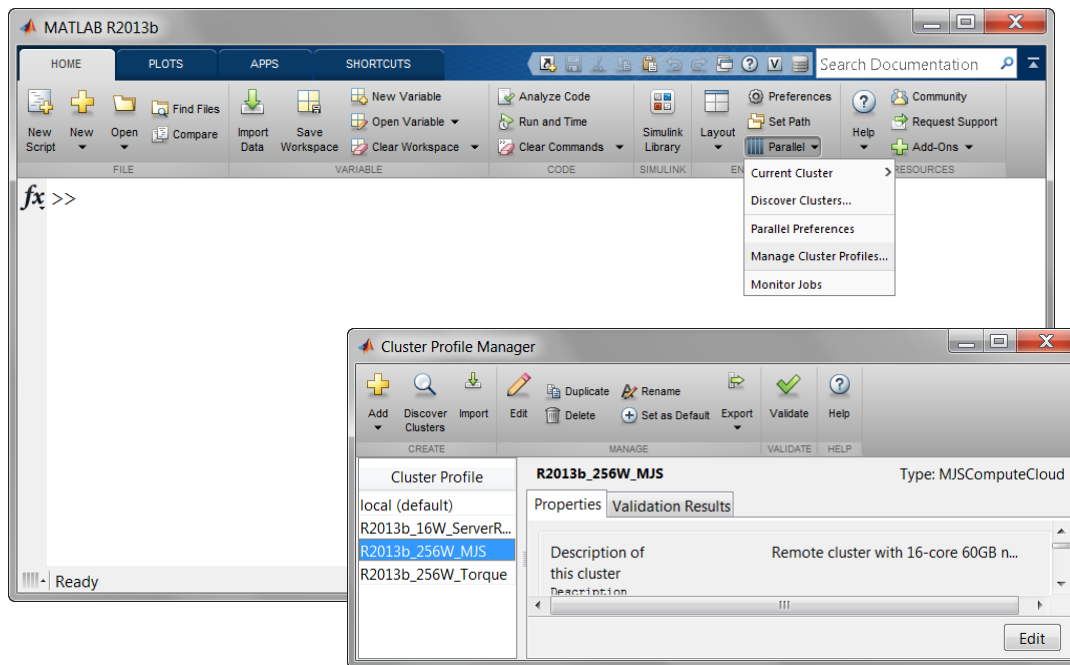 MATLAB R2013b
HOME PLOTS APPS SHORTCUTS Search Documentation
New Script
New
Open
Find Files
Compare
FILE
Import Data
Save Workspace
New Variable
Open Variable
Clear Workspace
VARIABLE
Analyze Code
Run and Time
Clear Commands
CODE
Simulink Library
SIMULINK
Layout
Preferences
Set Path
Parallel
EN
Help
Community
Request Support
Add-Ons
RESOURCES
Current Cluster
Discover Clusters...
Parallel Preferences
Manage Cluster Profiles...
Monitor Jobs
fx >>
Ready
Cluster Profile Manager
Add
Discover Clusters
Import
CREATE
Edit
Duplicate
Delete
Rename
Set as Default
Export
MANAGE
Validate
VALIDATE
Help
HELP
Cluster Profile
local (default)
R2013b_16W_ServerR...
R2013b_256W_MJS
R2013b_256W_Torque
R2013b_256W_MJS Type: MJSComputeCloud
Properties Validation Results
Description of Remote cluster with 16-core 60GB n...
this cluster
Description
Edit